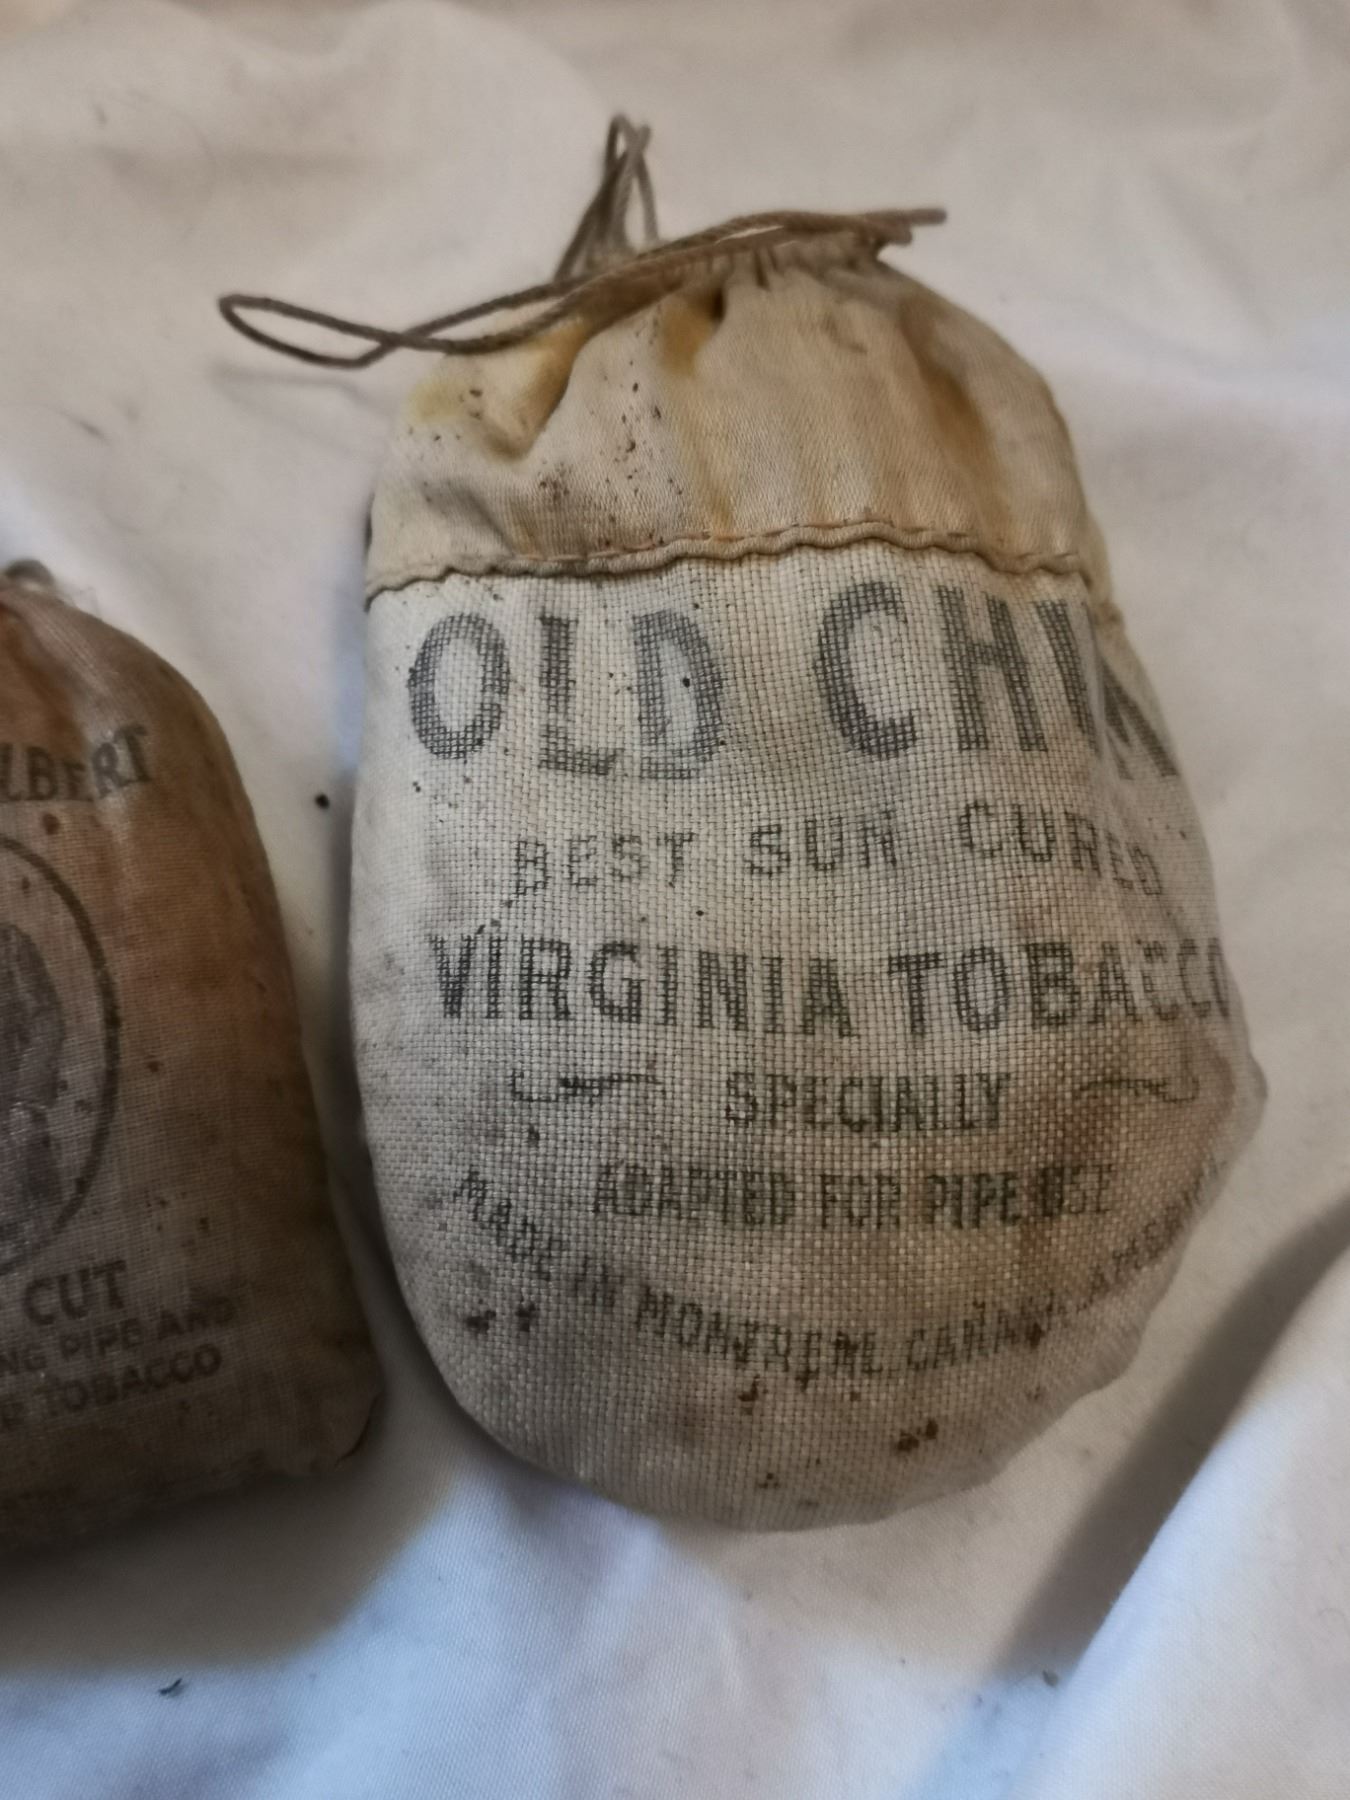 LBERT
CUT
NG PIPE AND
TOBACCO
OLD CHU
BEST SUN CURED
VIRGINIA TOBACCO
SPECIALLY
ADAPTED FOR PIPE USE
MADE IN MONTREAL, CANADA